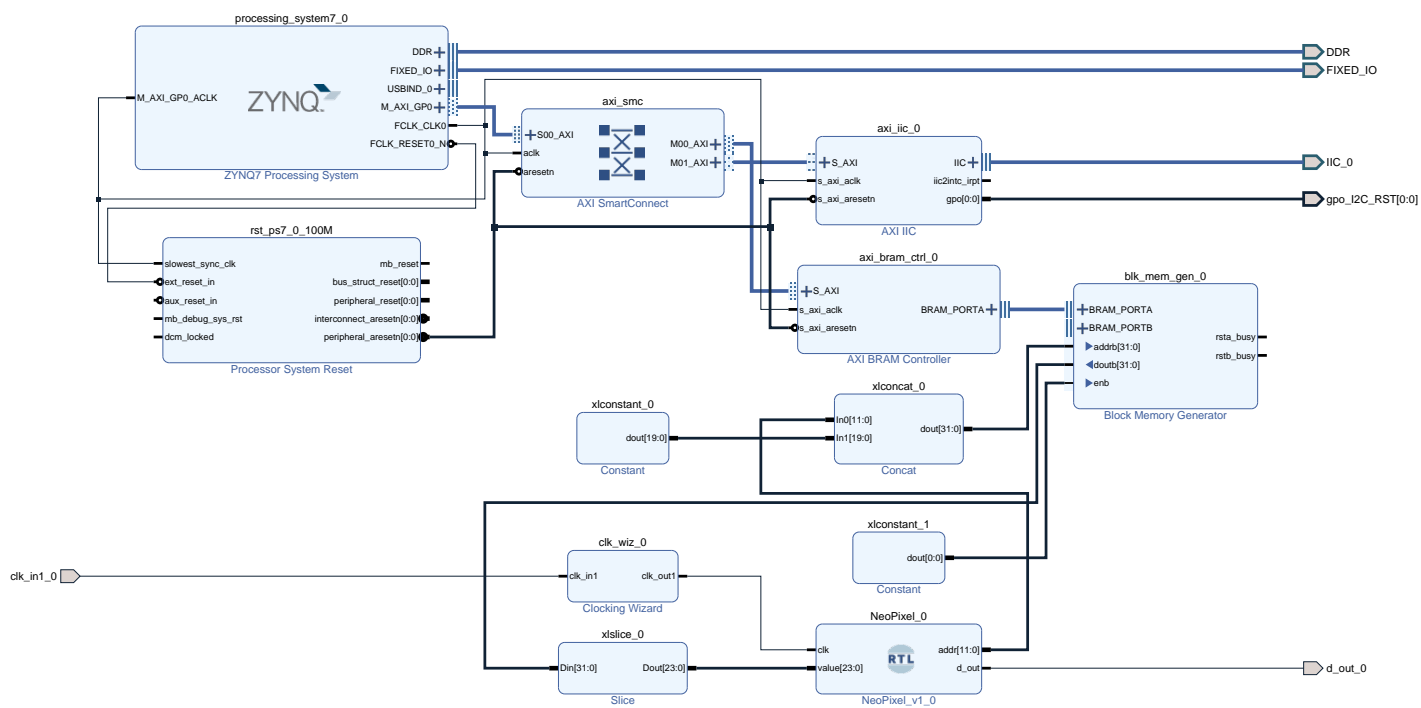 processing_system7_0
DDR
FIXED_IO
USBIND_0
M_AXI_GP0_ACLK
M_AXI_GP0
FCLK_CLK0
FCLK_RESET0_N
ZYNQ
ZYNQ7 Processing System
axi_smc
S00_AXI
aclk
aresetn
M00_AXI
M01_AXI
AXI SmartConnect
axi_iic_0
S_AXI
s_axi_aclk
s_axi_aresetn
IIC
iic2intc_irpt
gpo[0:0]
AXI IIC
DDR
FIXED_IO
IIC_0
gpo_I2C_RST[0:0]
rst_ps7_0_100M
slowest_sync_clk
ext_reset_in
aux_reset_in
mb_debug_sys_rst
dcm_locked
mb_reset
bus_struct_reset[0:0]
peripheral_reset[0:0]
interconnect_aresetn[0:0]
peripheral_aresetn[0:0]
Processor System Reset
axi_bram_ctrl_0
S_AXI
s_axi_aclk
s_axi_aresetn
BRAM_PORTA
AXI BRAM Controller
blk_mem_gen_0
BRAM_PORTA
BRAM_PORTB
addrb[31:0]
doutb[31:0]
enb
rsta_busy
rstb_busy
Block Memory Generator
xlconstant_0
dout[19:0]
Constant
xlconcat_0
In0[11:0]
In1[19:0]
dout[31:0]
Concat
xlconstant_1
dout[0:0]
Constant
clk_in1_0
clk_wiz_0
clk_in1
clk_out1
Clocking Wizard
xlslice_0
Din[31:0]
Dout[23:0]
Slice
NeoPixel_0
clk
value[23:0]
RTL
addr[11:0]
d_out
NeoPixel_v1_0
d_out_0